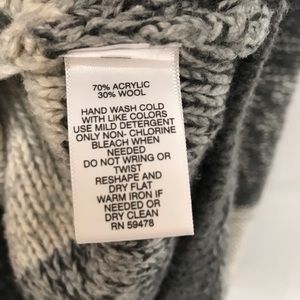 70% ACRYLIC
30% WOOL
HAND WASH COLD
WITH LIKE COLORS
USE MILD DETERGENT
ONLY NON- CHLORINE
BLEACH WHEN
NEEDED
DO NOT WRING OR
TWIST
RESHAPE AND
DRY FLAT
WARM IRON IF
NEEDED OR
DRY CLEAN
RN 59478